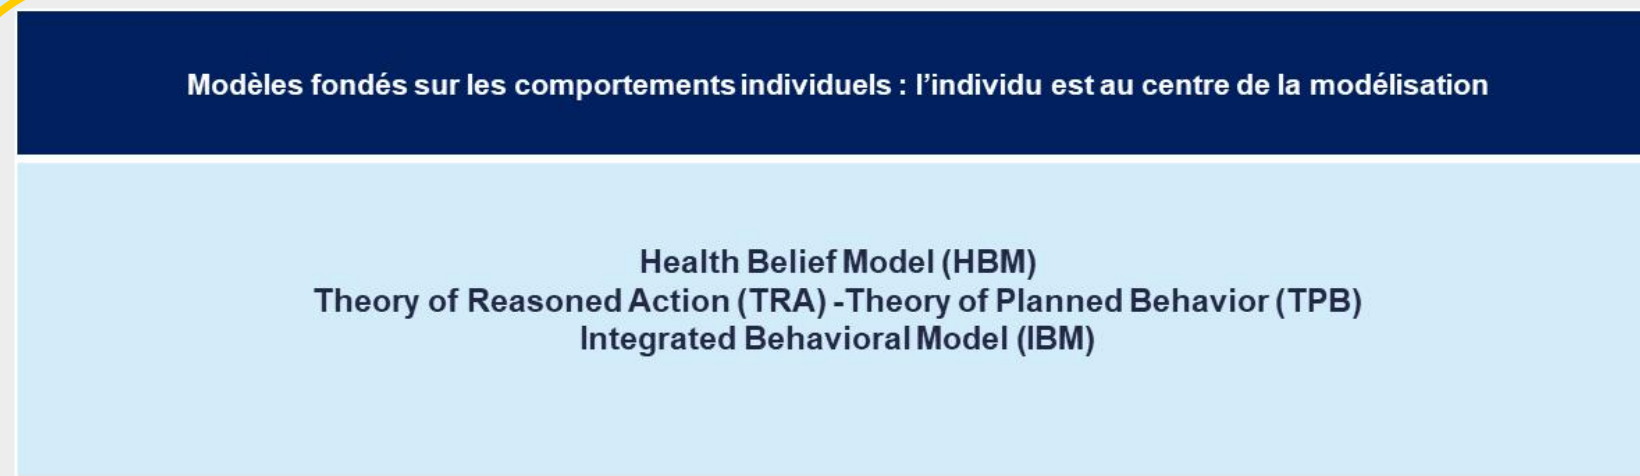 Modèles fondés sur les comportements individuels : l’individu est au centre de la modélisation
Health Belief Model (HBM)
Theory of Reasoned Action (TRA) -Theory of Planned Behavior (TPB)
Integrated Behavioral Model (IBM)